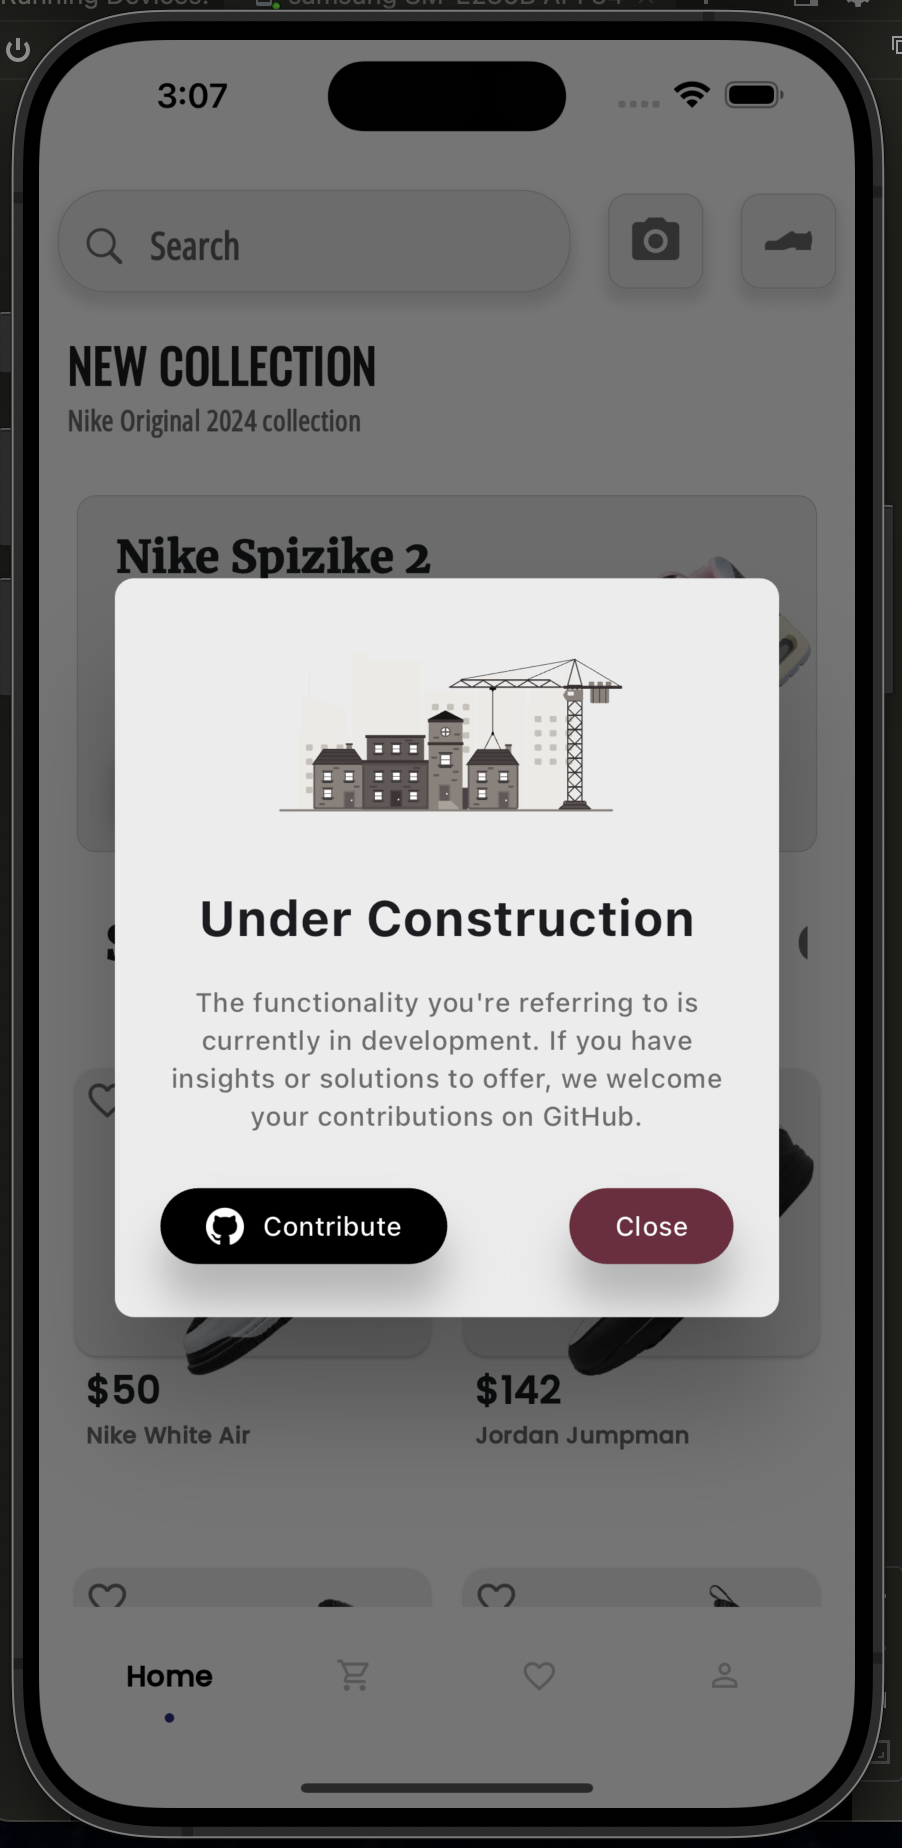 Running Devices:
3:07
Search
NEW COLLECTION
Nike Original 2024 collection
Nike Spizike 2
Under Construction
The functionality you're referring to is
currently in development. If you have
insights or solutions to offer, we welcome
your contributions on GitHub.
Contribute
Close
$50
$142
Nike White Air
Jordan Jumpman
Home